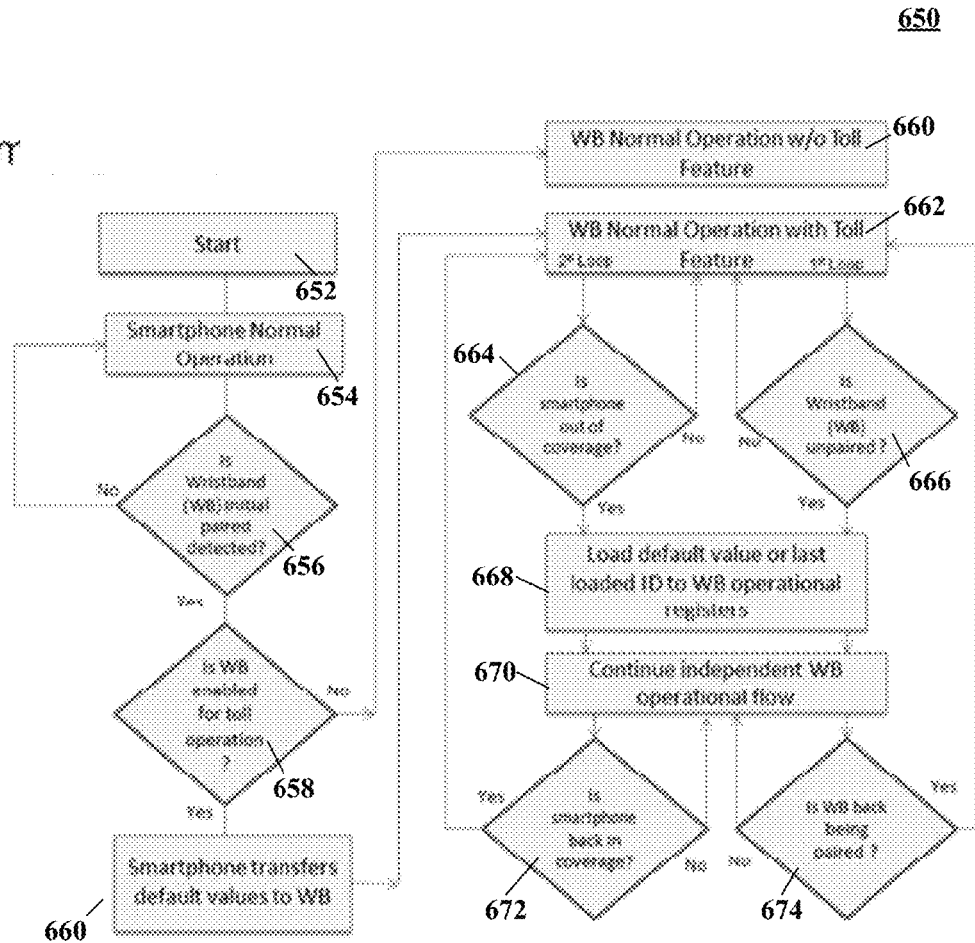 650
Start
652
Smartphone Normal
Operation
654
Is
Wristband
(WB) initial
paired
detected?
656
No
Yes
Is WB
enabled
for toll
operation
?
658
No
Yes
Smartphone transfers
default values to WB
660
WB Normal Operation w/o Toll
Feature
660
WB Normal Operation with Toll
Feature
662
Loop
Loop
664
Is
smartphone
out of
coverage?
No
Yes
Is
Wristband
(WB)
unpaired ?
666
No
Yes
Load default value or last
loaded ID to WB operational
registers
668
Continue independent WB
operational flow
670
Is
smartphone
back in
coverage?
672
Yes
No
Is WB back
being
paired ?
674
No
Yes